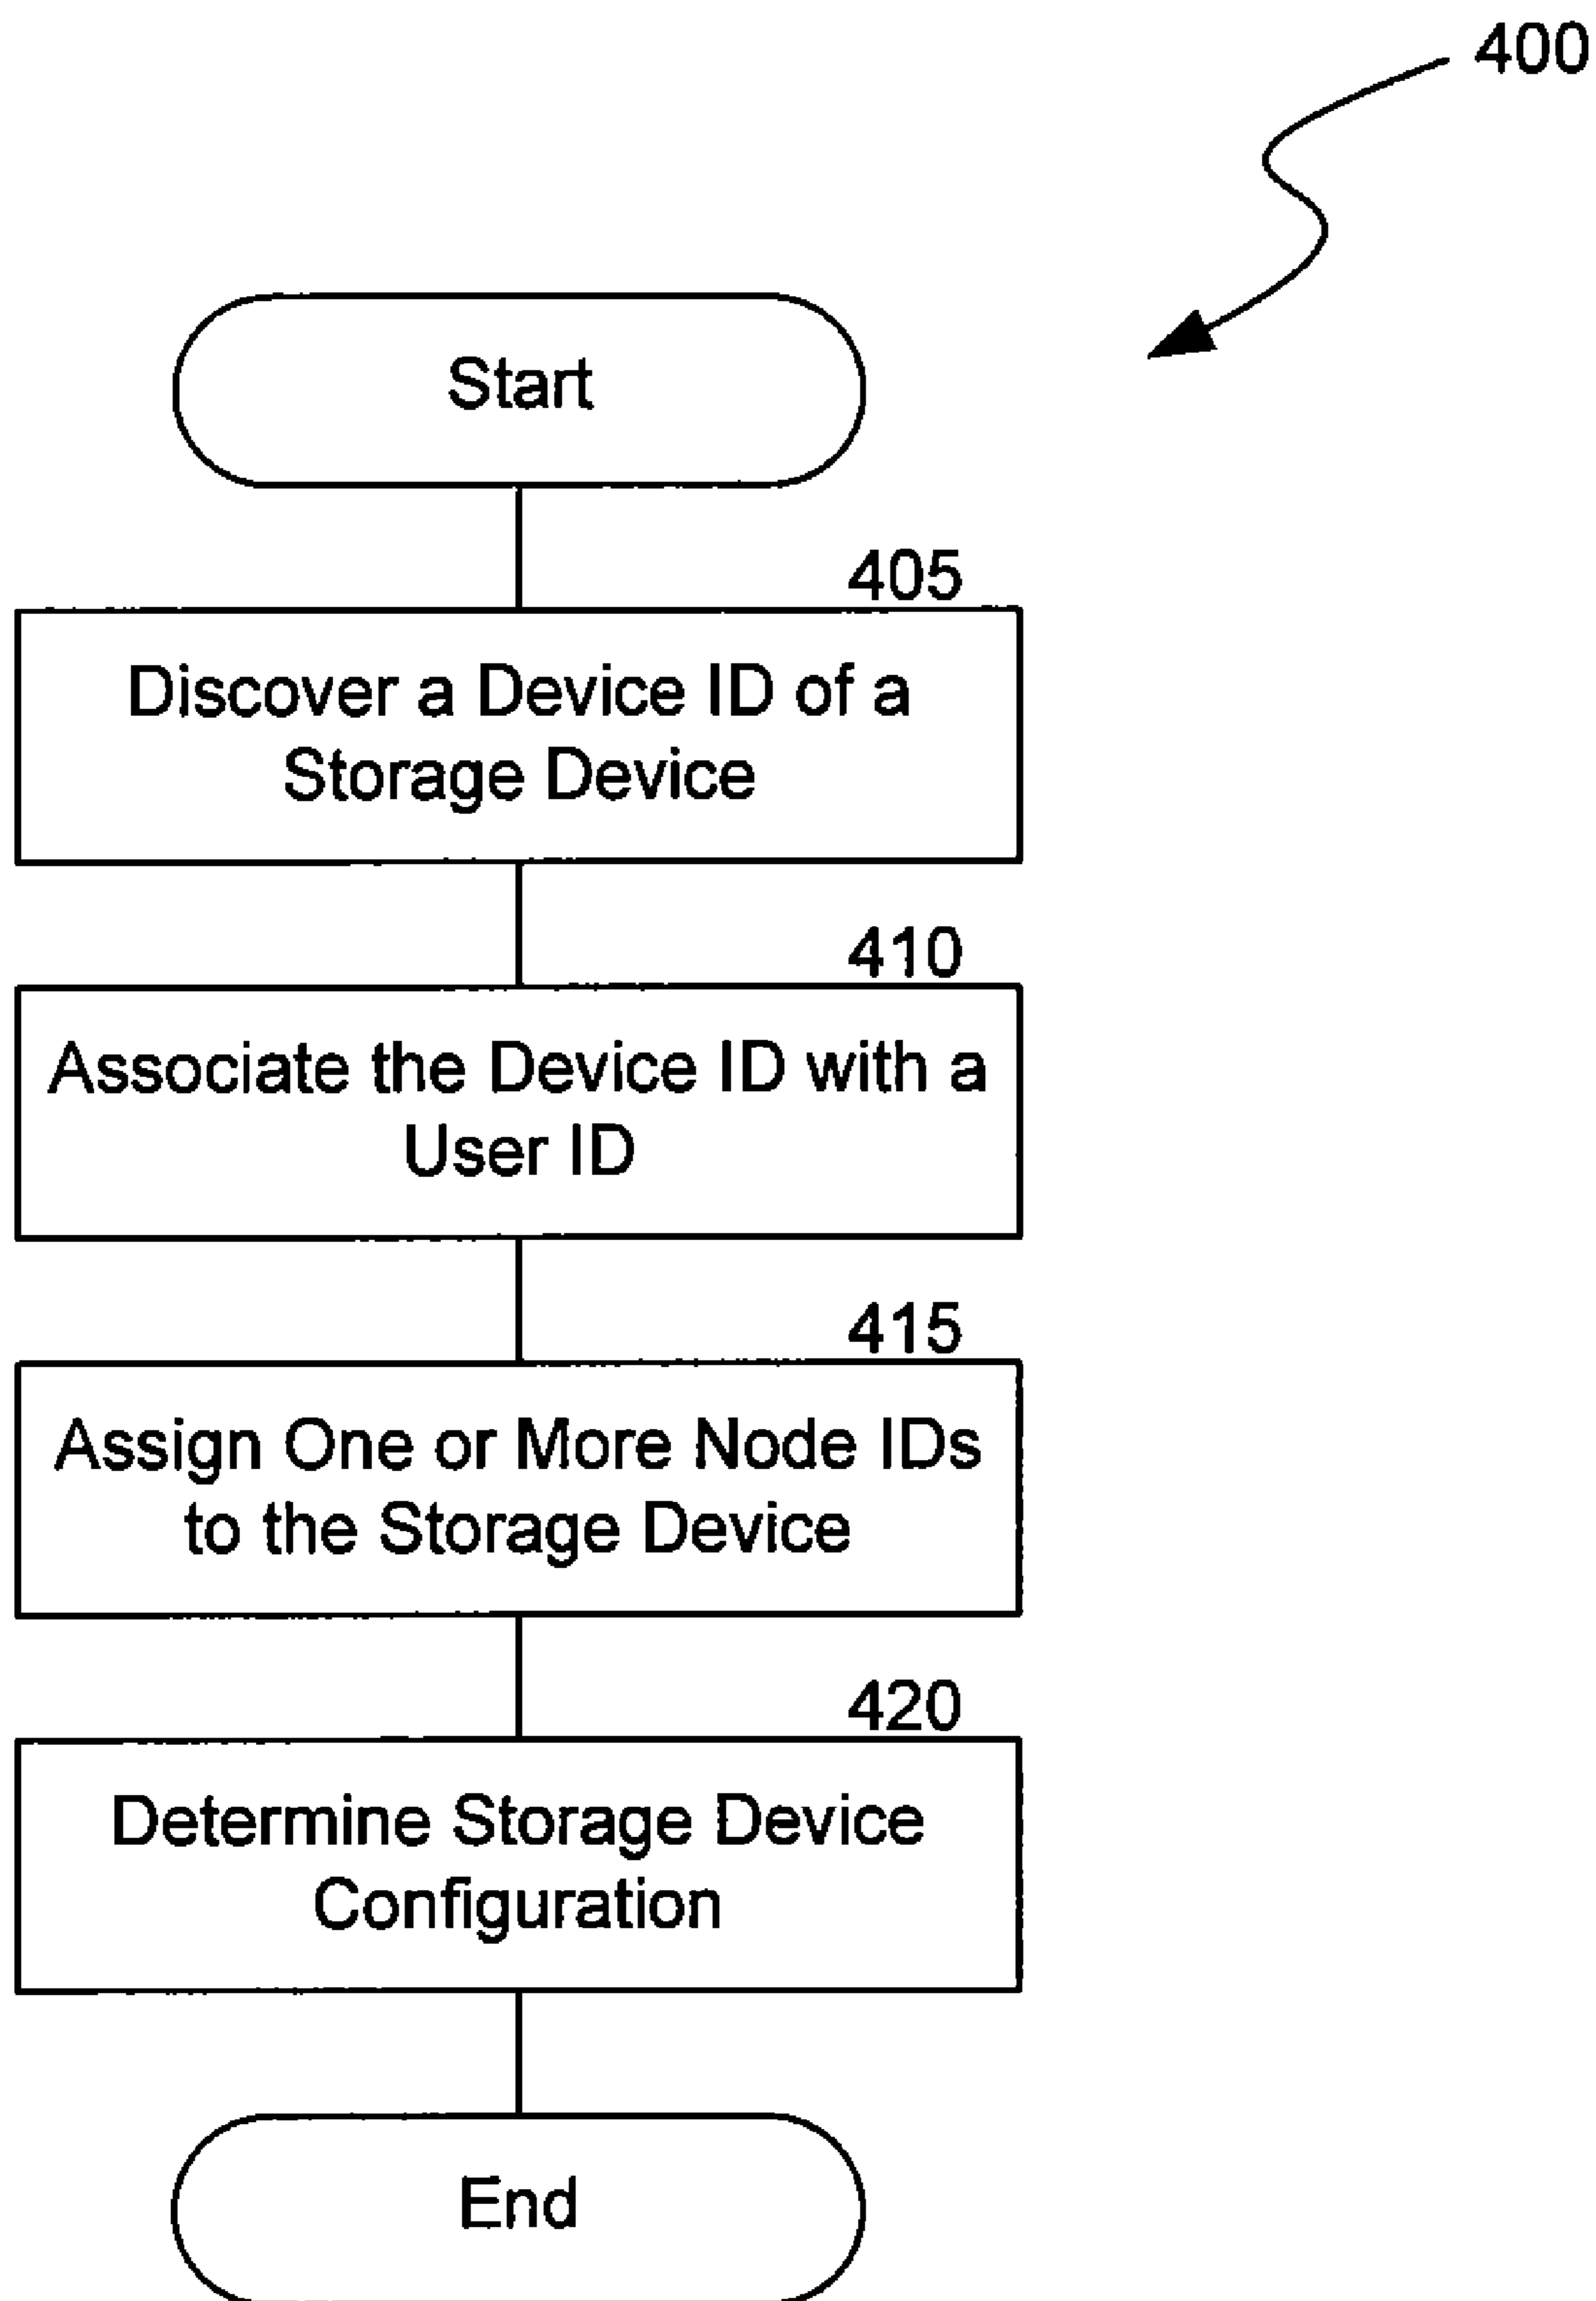 400
Start
405
Discover a Device ID of a
Storage Device
410
Associate the Device ID with a
User ID
415
Assign One or More Node IDs
to the Storage Device
420
Determine Storage Device
Configuration
End